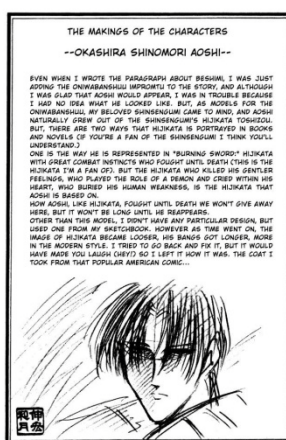 THE MAKINGS OF THE CHARACTERS
--OKASHIRA SHINOMORI AOSHI--
EVEN WHEN I WROTE THE PARAGRAPH ABOUT BESHIMI, I WAS JUST
ADDING THE ONIWABANSHUU IMPROMTU TO THE STORY, AND ALTHOUGH
I WAS GLAD THAT AOSHI WOULD APPEAR, I WAS IN TROUBLE BECAUSE
I HAD NO IDEA WHAT HE LOOKED LIKE. BUT, AS MODELS FOR THE
ONIWABANSHUU, MY BELOVED SHINSENGUMI CAME TO MIND, AND AOSHI
NATURALLY GREW OUT OF THE SHINSENGUMI'S HIJIKATA TOSHIZOU.
BUT, THERE ARE TWO WAYS THAT HIJIKATA IS PORTRAYED IN BOOKS
AND NOVELS (IF YOU'RE A FAN OF THE SHINSENGUMI I THINK YOU'LL
UNDERSTAND.)
ONE IS THE WAY HE IS REPRESENTED IN "BURNING SWORD:" HIJIKATA
WITH GREAT COMBAT INSTINCTS WHO FOUGHT UNTIL DEATH (THIS IS THE
HIJIKATA I'M A FAN OF). BUT THE HIJIKATA WHO KILLED HIS GENTLER
FEELINGS, WHO PLAYED THE ROLE OF A DEMON AND CRIED WITHIN HIS
HEART, WHO BURIED HIS HUMAN WEAKNESS, IS THE HIJIKATA THAT
AOSHI IS BASED ON.
HOW AOSHI, LIKE HIJIKATA, FOUGHT UNTIL DEATH WE WON'T GIVE AWAY
HERE, BUT IT WON'T BE LONG UNTIL HE REAPPEARS.
OTHER THAN THIS MODEL, I DIDN'T HAVE ANY PARTICULAR DESIGN, BUT
USED ONE FROM MY SKETCHBOOK. HOWEVER AS TIME WENT ON, THE
IMAGE OF HIJIKATA BECAME LOOSER, HIS BANGS GOT LONGER, MORE
IN THE MODERN STYLE. I TRIED TO GO BACK AND FIX IT, BUT IT WOULD
HAVE MADE YOU LAUGH (HEY!) SO I LEFT IT HOW IT WAS. THE COAT I
TOOK FROM THAT POPULAR AMERICAN COMIC...